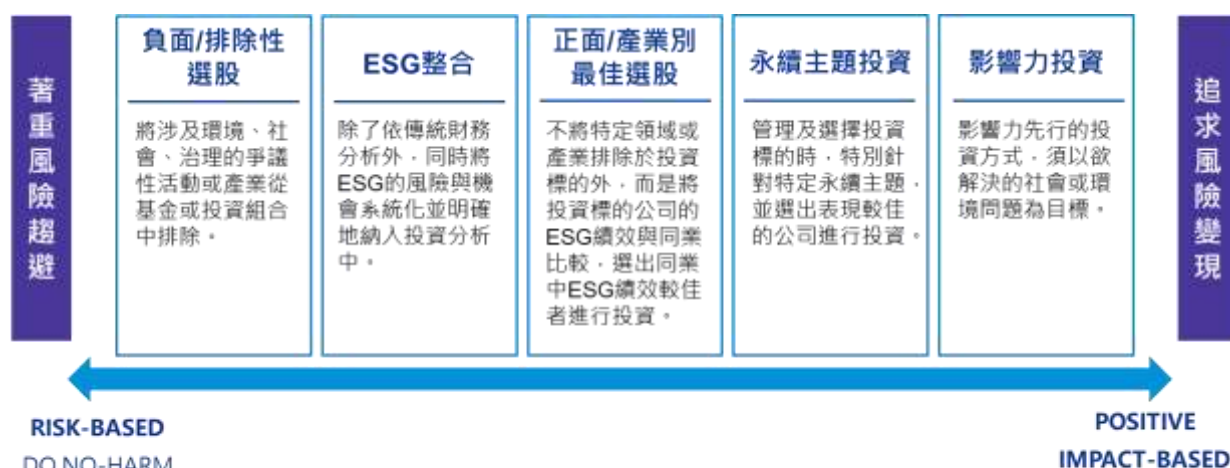 著重風險趨避
負面/排除性
選股
將涉及環境、社
會、治理的爭議
性活動或產業從
基金或投資組合
中排除。
ESG整合
除了依傳統財務
分析外，同時將
ESG的風險與機
會系統化並明確
地納入投資分析
中。
正面/產業別
最佳選股
不將特定領域或
產業排除於投資
標的外，而是將
投資標的公司的
ESG績效與同業
比較，選出同業
中ESG績效較佳
者進行投資。
永續主題投資
管理及選擇投資
標的時，特別針
對特定永續主題，
並選出表現較佳
的公司進行投資。
影響力投資
影響力先行的投
資方式，須以欲
解決的社會或環
境問題為目標。
追求風險變現
RISK-BASED
DO NO-HARM
POSITIVE
IMPACT-BASED